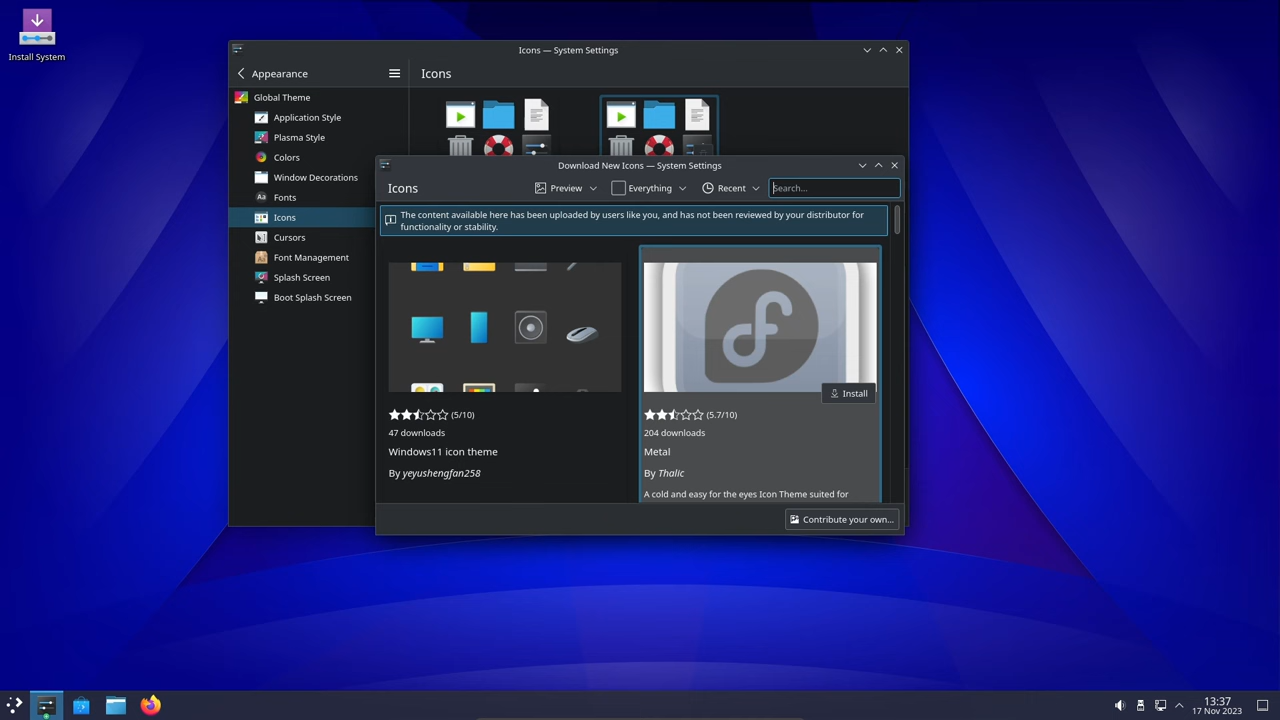 Install System
Icons — System Settings
Appearance
Icons
Global Theme
Application Style
Plasma Style
Colors
Window Decorations
Fonts
Icons
Cursors
Font Management
Splash Screen
Boot Splash Screen
Download New Icons — System Settings
Icons
Preview
Everything
Recent
Search...
The content available here has been uploaded by users like you, and has not been reviewed by your distributor for
functionality or stability.
(5/10)
47 downloads
Windows11 icon theme
By yeyushengfan258
Install
(5.7/10)
204 downloads
Metal
By Thalic
A cold and easy for the eyes Icon Theme suited for
Contribute your own...
13:37
17 Nov 2023